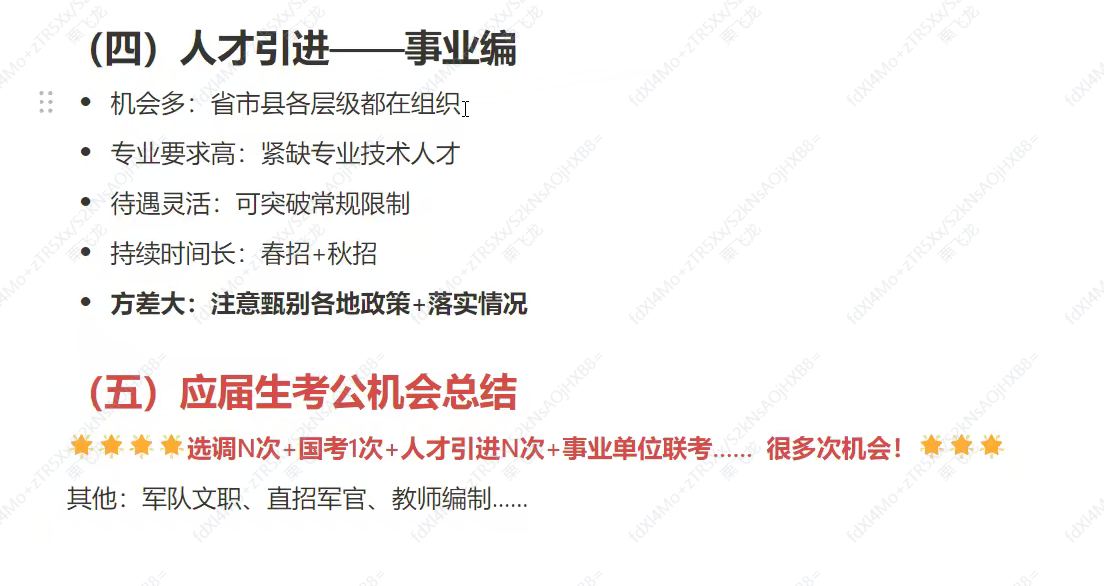 （四）人才引进——事业编
机会多：省市县各层级都在组织
专业要求高：紧缺专业技术人才
待遇灵活：可突破常规限制
持续时间长：春招+秋招
方差大：注意甄别各地政策+落实情况
（五）应届生考公机会总结
选调N次+国考1次+人才引进N次+事业单位联考...... 很多次机会！
其他：军队文职、直招军官、教师编制......